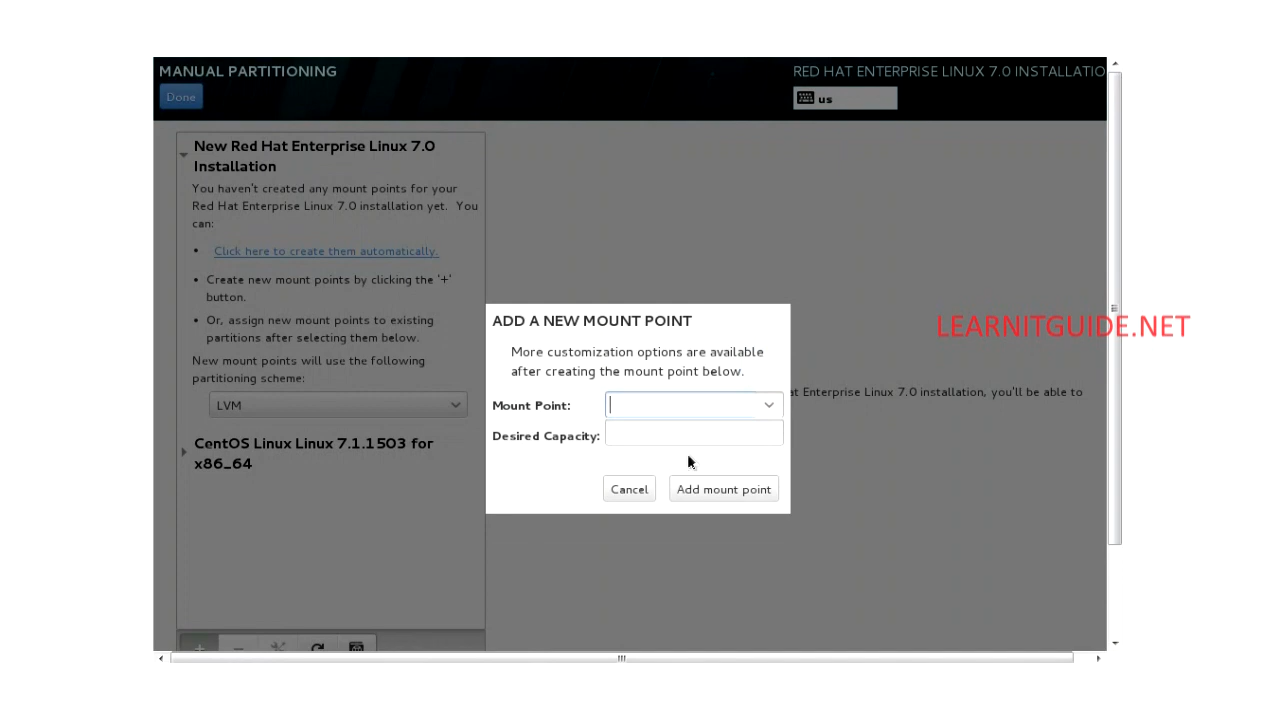 MANUAL PARTITIONING
Done
RED HAT ENTERPRISE LINUX 7.0 INSTALLATIO
us
New Red Hat Enterprise Linux 7.0
Installation
You haven't created any mount points for your
Red Hat Enterprise Linux 7.0 installation yet. You
can:
• Click here to create them automatically.
• Create new mount points by clicking the '+'
button.
• Or, assign new mount points to existing
partitions after selecting them below.
New mount points will use the following
partitioning scheme:
LVM
CentOS Linux Linux 7.1.1503 for
x86_64
ADD A NEW MOUNT POINT
More customization options are available
after creating the mount point below.
Mount Point:
Desired Capacity:
Cancel
Add mount point
LEARNITGUIDE.NET
at Enterprise Linux 7.0 installation, you'll be able to